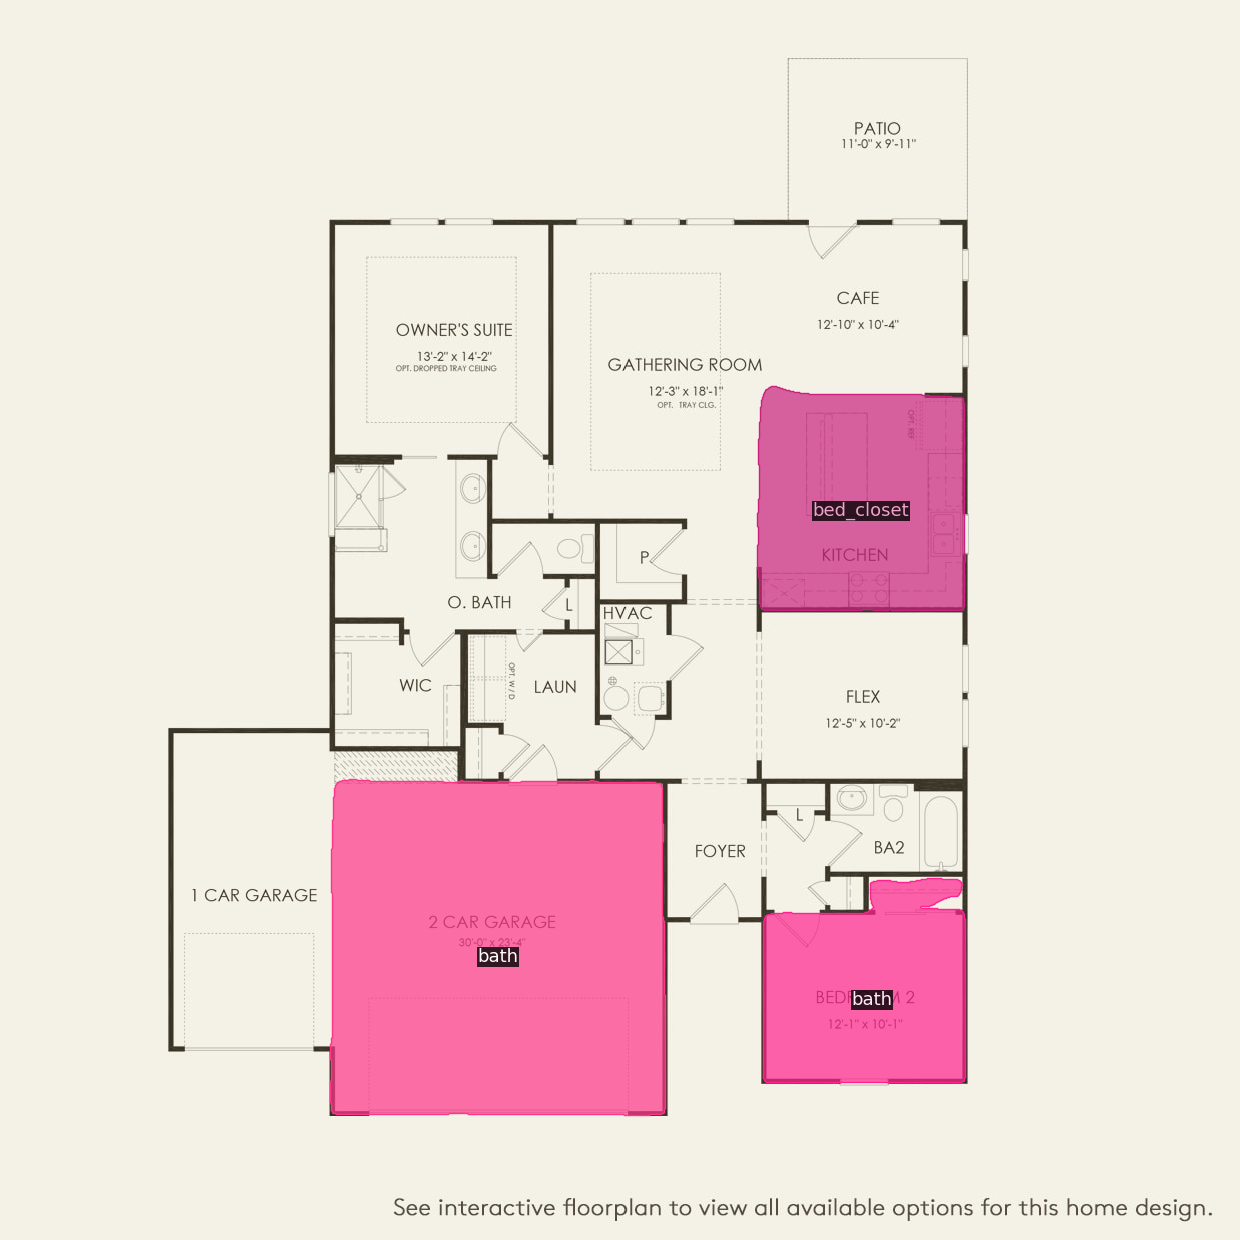 PATIO
11'-0" x 9'-11"
CAFE
12'-10" x 10'-4"
OWNER'S SUITE
13'-2" x 14'-2"
OPT. DROPPED TRAY CEILING
GATHERING ROOM
12'-3" x 18'-1"
OPT. TRAY CLG.
OPT. REF
bed_closet
KITCHEN
P
O. BATH
L
HVAC
WIC
OPT. W/D
LAUN
FLEX
12'-5" x 10'-2"
L
FOYER
BA2
1 CAR GARAGE
2 CAR GARAGE
30'-0" x 23'-4"
bath
2
bath
12'-1" x 10'-1"
See interactive floorplan to view all available options for this home design.